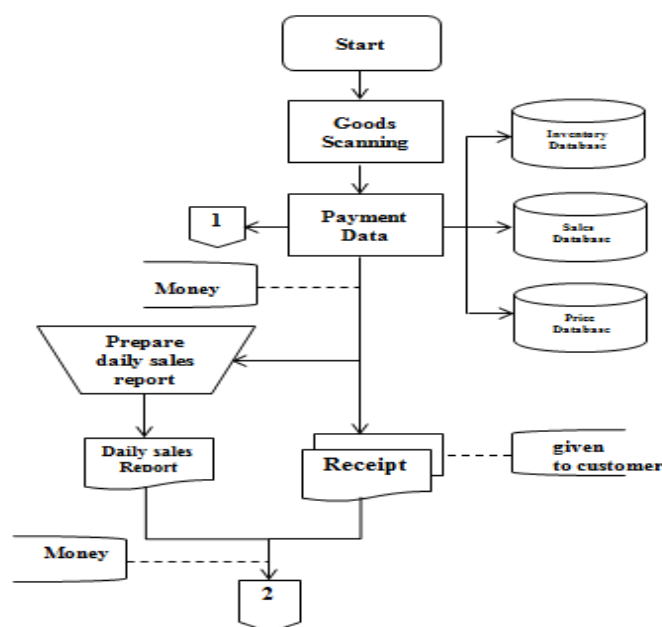 Start
Goods
Scanning
Inventory
Database
1
Payment
Data
Sales
Database
Money
Price
Database
Prepare
daily sales
report
Daily sales
Report
Receipt
given
to customer
Money
2